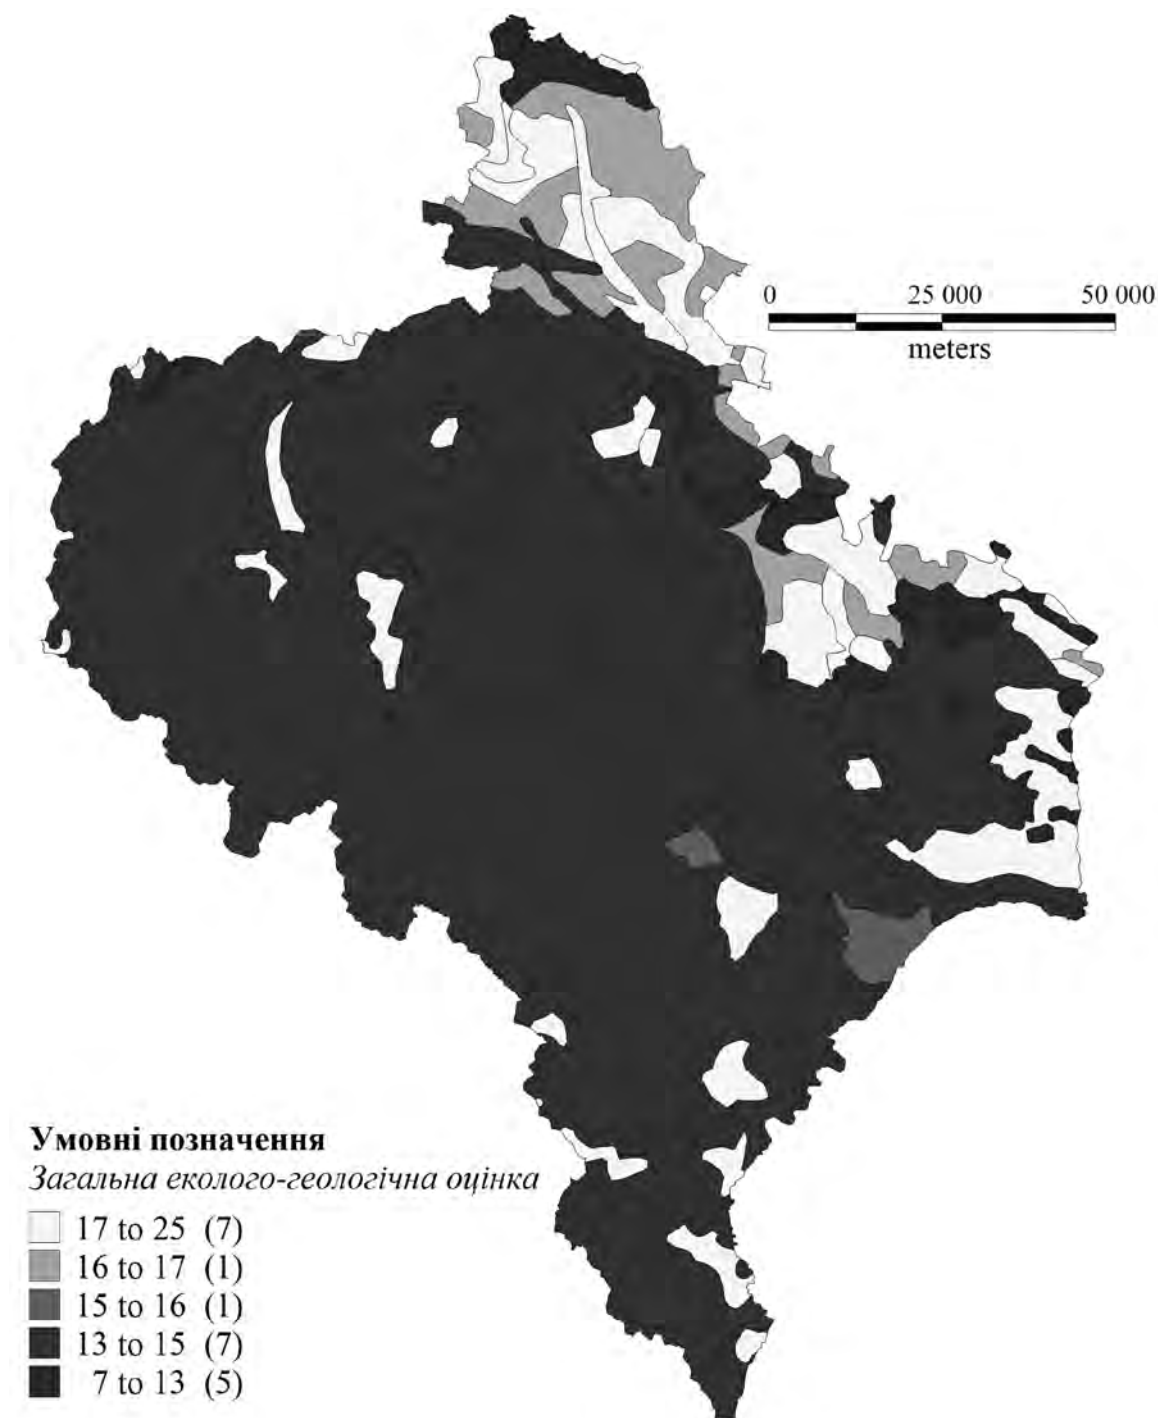 0 25 000 50 000
meters
Умовні позначення
Загальна еколого-геологічна оцінка
17 to 25 (7)
16 to 17 (1)
15 to 16 (1)
13 to 15 (7)
7 to 13 (5)